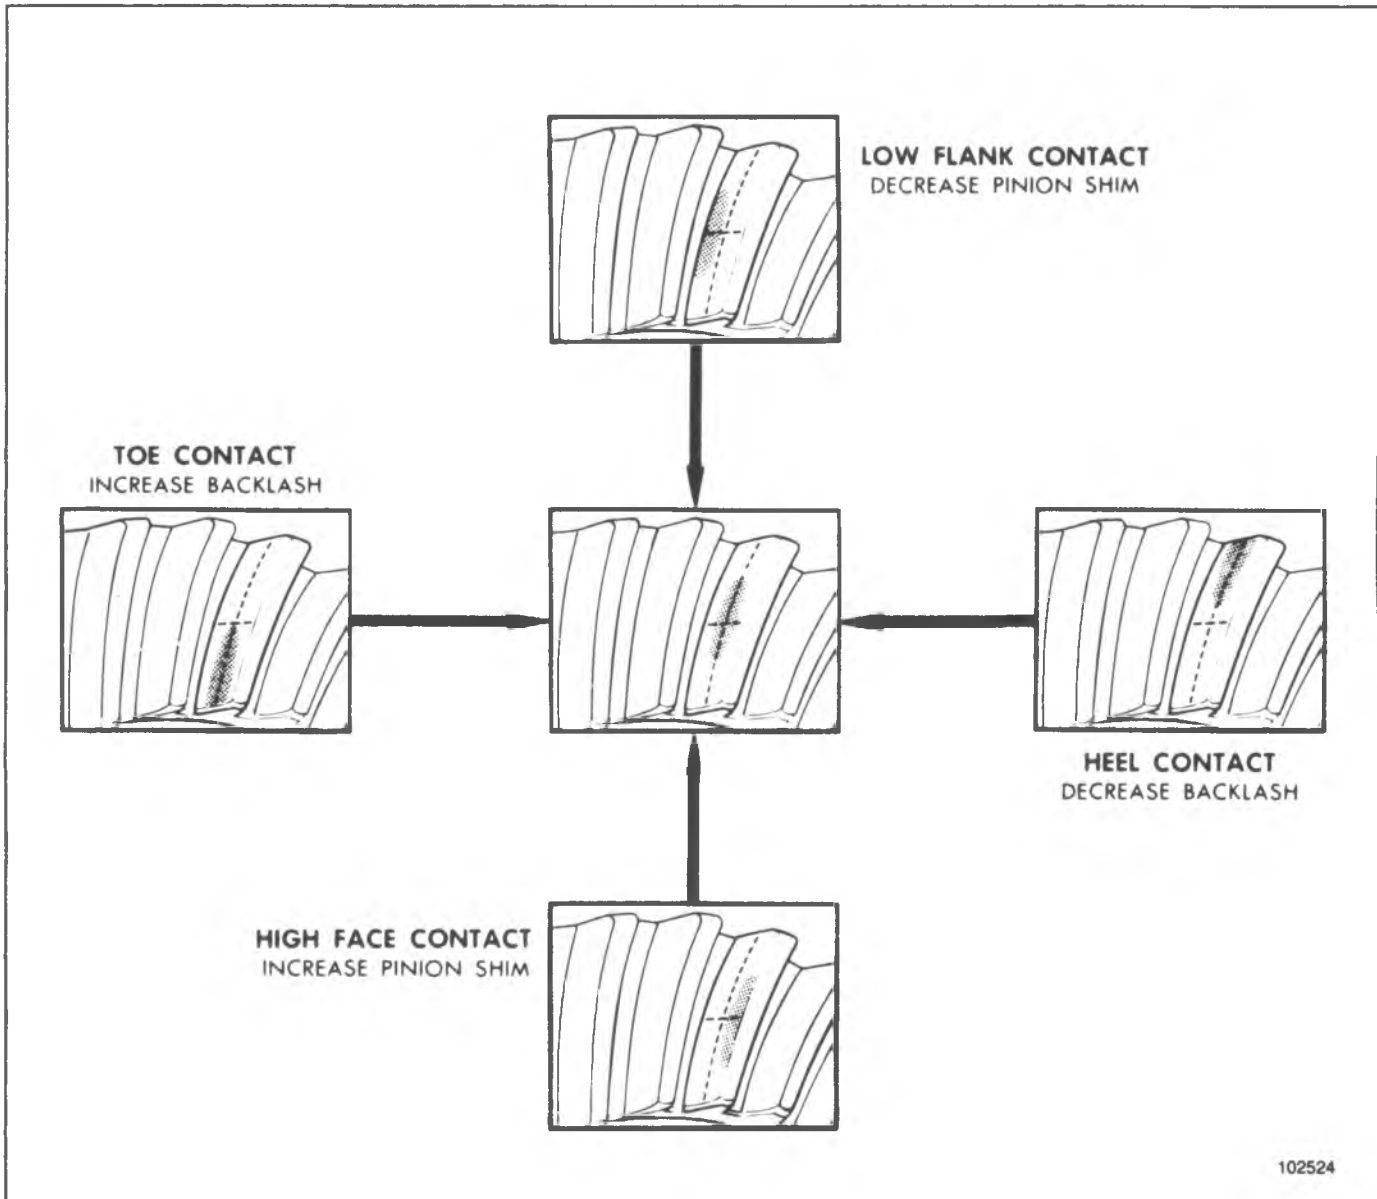 LOW FLANK CONTACT
DECREASE PINION SHIM
TOE CONTACT
INCREASE BACKLASH
HEEL CONTACT
DECREASE BACKLASH
HIGH FACE CONTACT
INCREASE PINION SHIM
102524